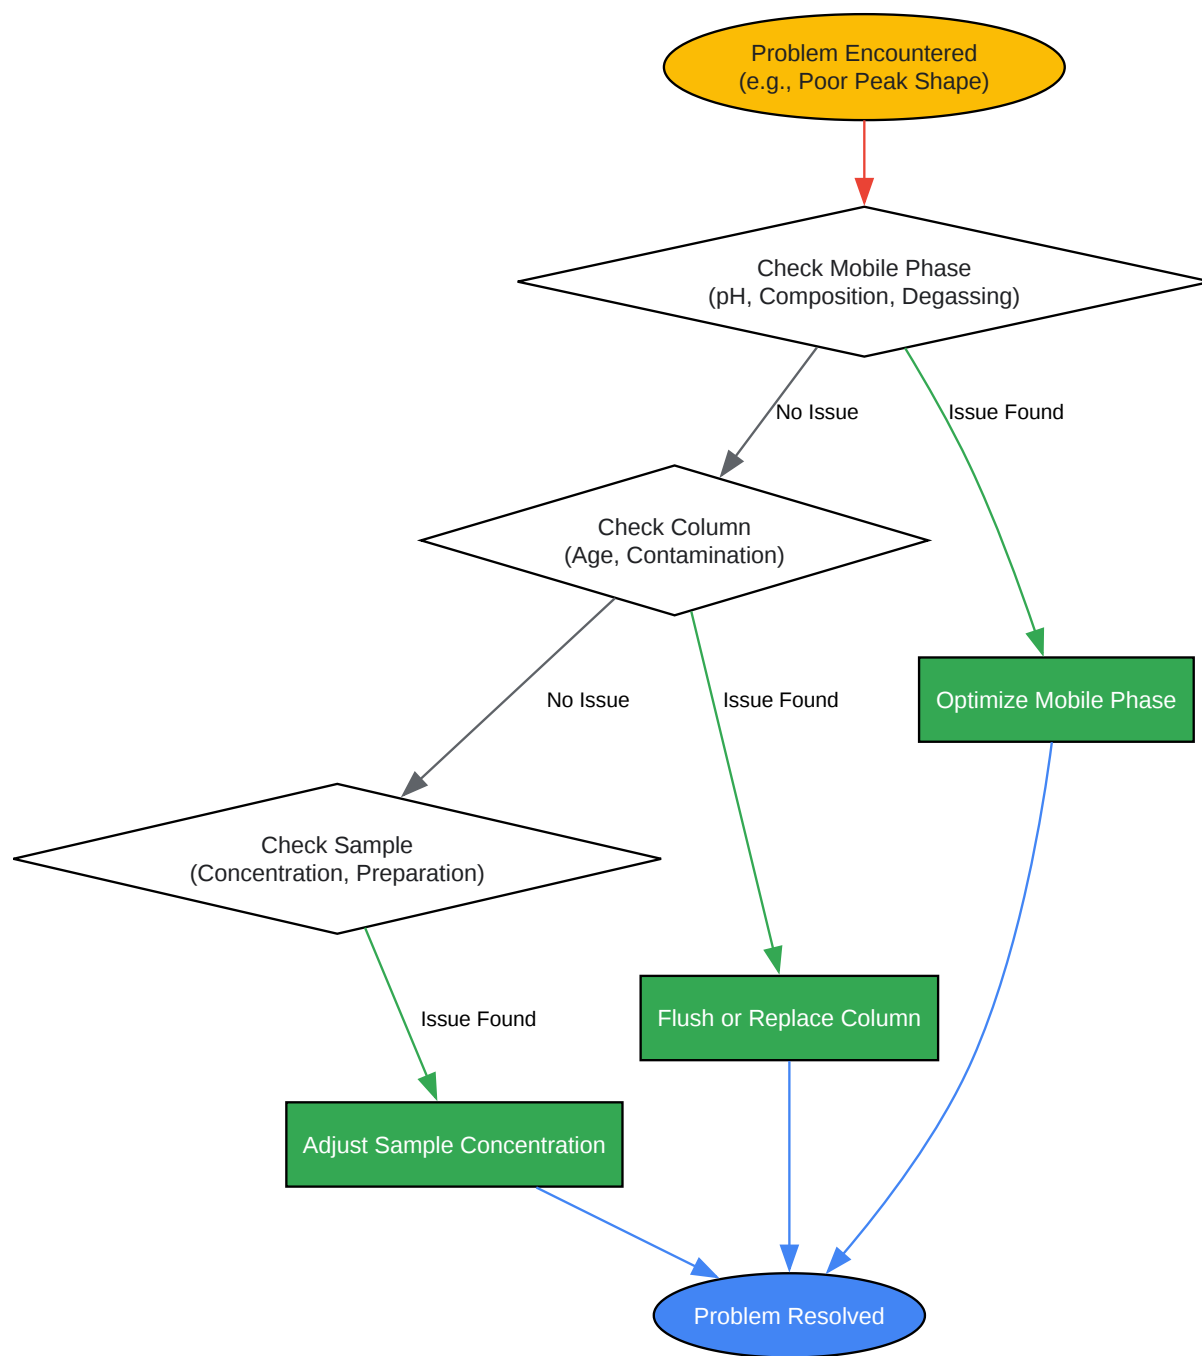 Problem Encountered
(e.g., Poor Peak Shape)
Check Mobile Phase
(pH, Composition, Degassing)
No Issue
Issue Found
Check Column
(Age, Contamination)
No Issue
Issue Found
Optimize Mobile Phase
Check Sample
(Concentration, Preparation)
Issue Found
Flush or Replace Column
Adjust Sample Concentration
Problem Resolved